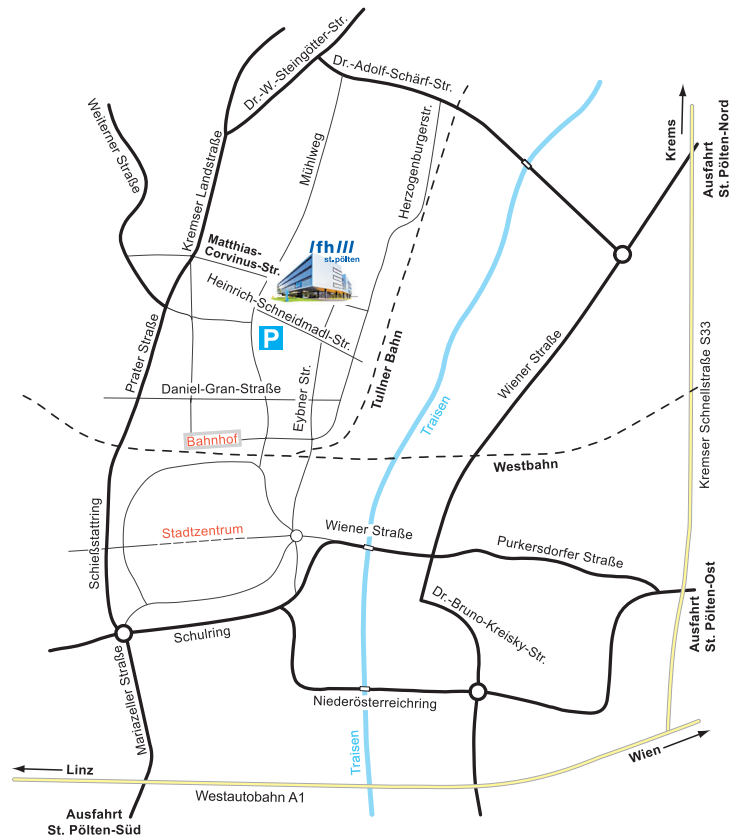 Dr.-W.-Steingötter-Str.
Dr.-Adolf-Schärf-Str.
Weiterner Straße
Kremser Landstraße
Mühlweg
Herzogenburgerstr.
Krems
Ausfahrt
St. Pölten-Nord
Matthias-
Corvinus-Str.
/fh///
st.pölten
Heinrich-Schneidmadl-Str.
P
Prater Straße
Daniel-Gran-Straße
Eybner Str.
Tullner Bahn
Traisen
Wiener Straße
Kremser Schnellstraße S33
Bahnhof
Westbahn
Schießstattring
Stadtzentrum
Wiener Straße
Purkersdorfer Straße
Dr.-Bruno-Kreisky-Str.
Ausfahrt
St. Pölten-Ost
Schulring
Mariazeller Straße
Niederösterreichring
Traisen
Wien
Linz
Westautobahn A1
Ausfahrt
St. Pölten-Süd